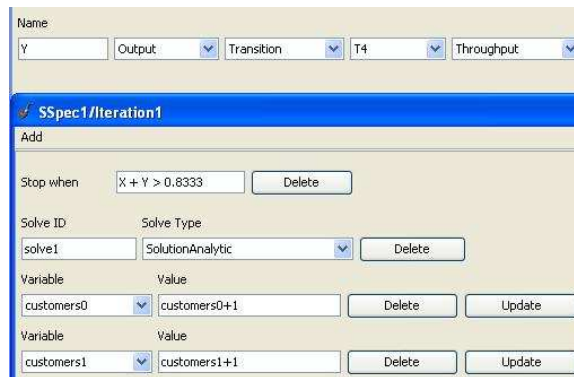 Name
Y Output Transition T4 Throughput
SSpec1/Iteration1
Add
Stop when X + Y > 0.8333 Delete
Solve ID Solve Type
solve1 SolutionAnalytic Delete
Variable Value
customers0 customers0+1 Delete Update
Variable Value
customers1 customers1+1 Delete Update